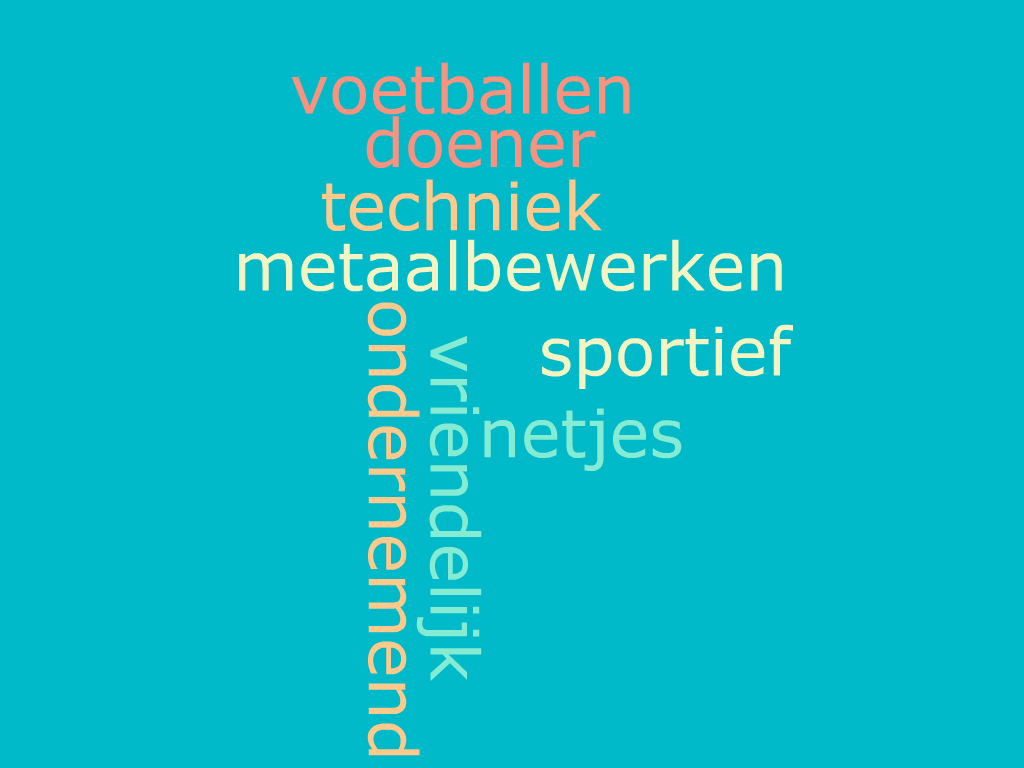 voetballen
doener
techniek
metaalbewerken
ondernemend
vriendelijk
sportief
netjes